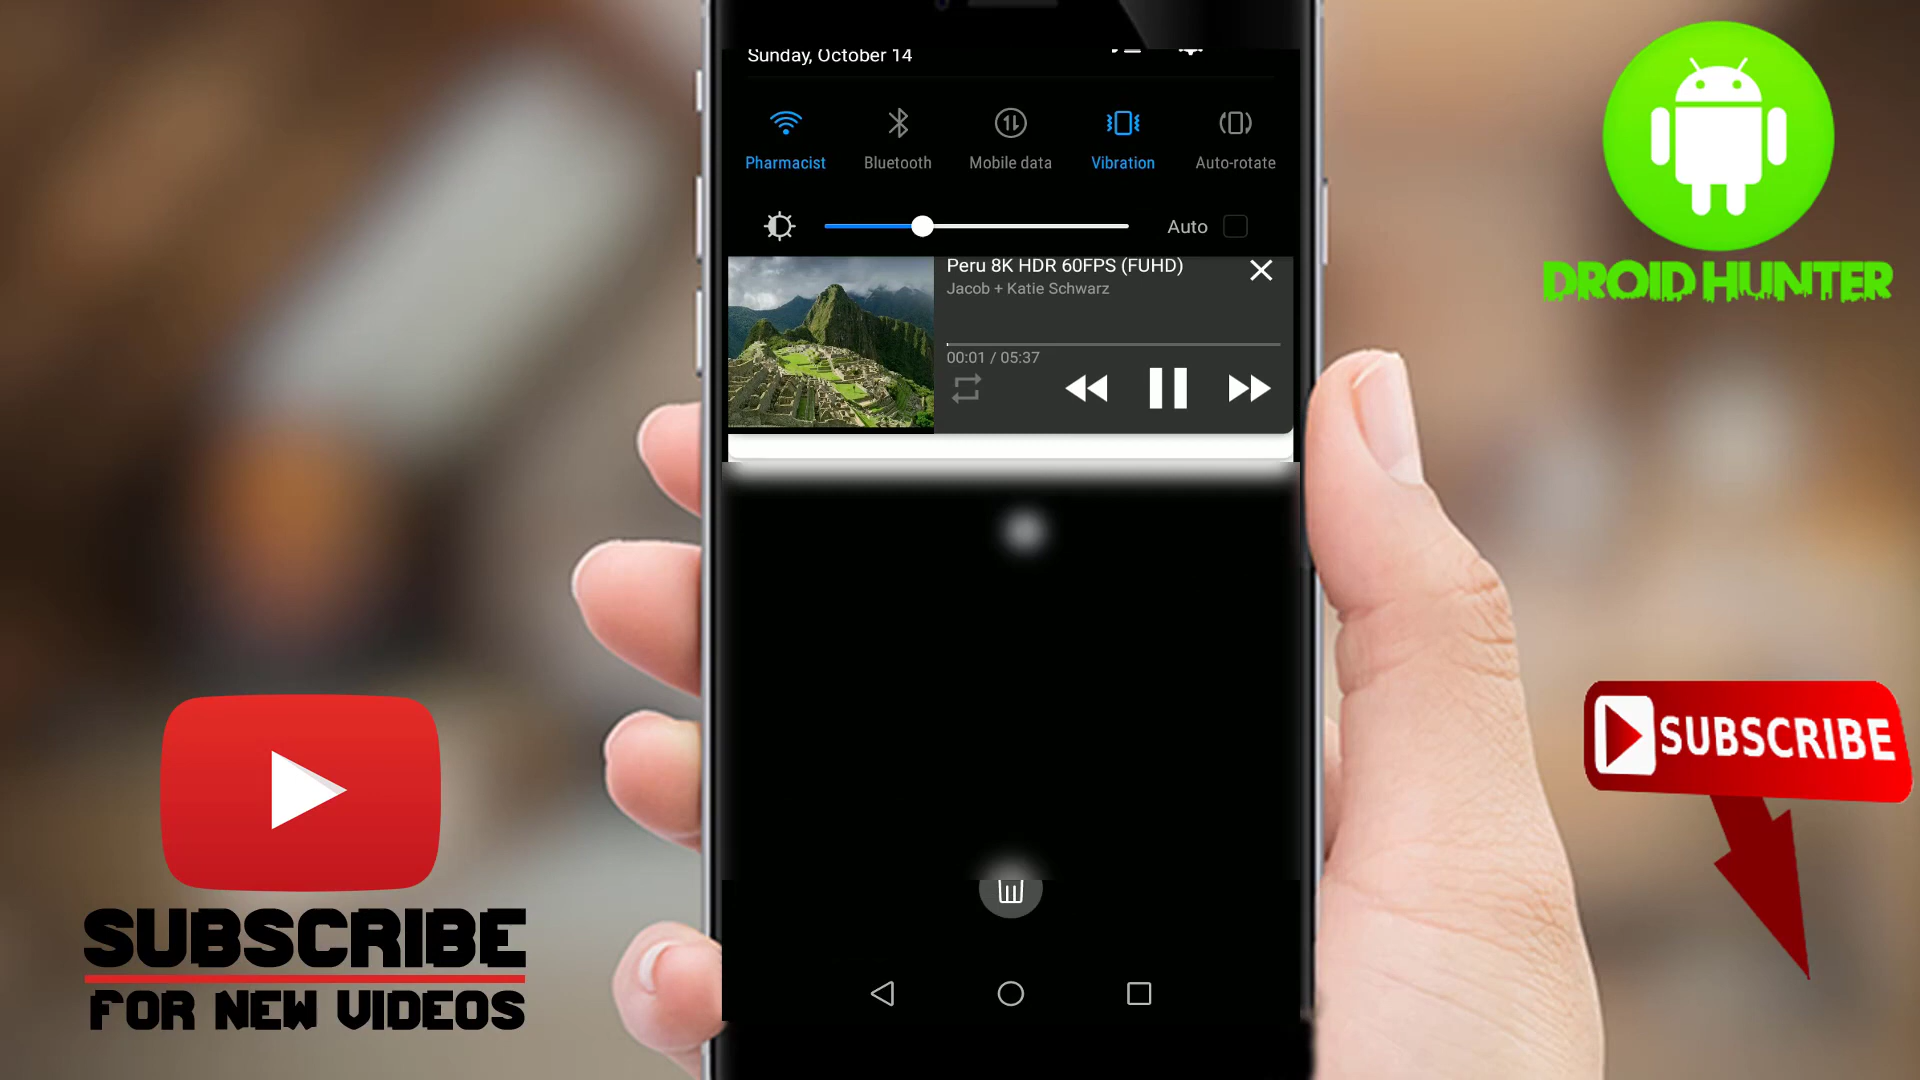 Sunday, October 14
Pharmacist
Bluetooth
Mobile data
Vibration
Auto-rotate
Auto
Peru 8K HDR 60FPS (FUHD)
Jacob + Katie Schwarz
00:01 / 05:37
DROID HUNTER
SUBSCRIBE
SUBSCRIBE
FOR NEW VIDEOS